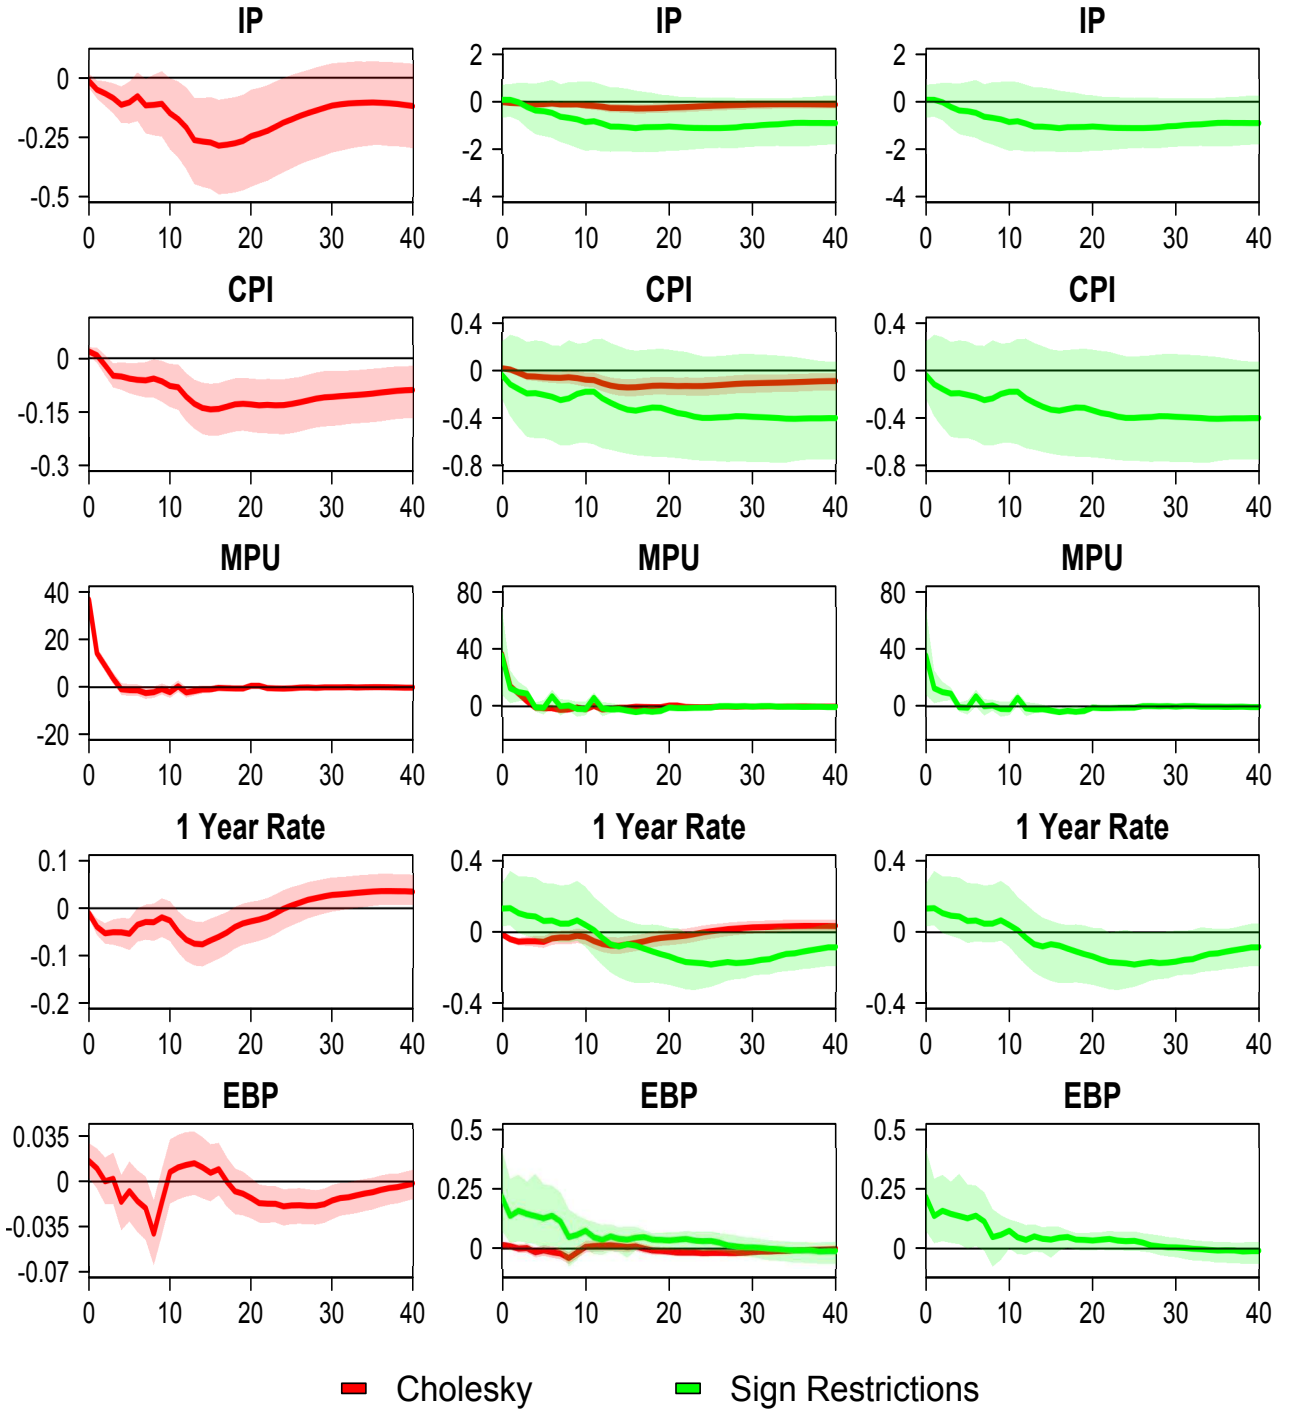 IP IP IP
0 2 2
-0.25 0 0
-0.5 -2 -2
-4 -4
0 10 20 30 40 0 10 20 30 40 0 10 20 30 40
CPI CPI CPI
0 0.4 0.4
-0.15 0 0
-0.3 -0.4 -0.4
-0.8 -0.8
0 10 20 30 40 0 10 20 30 40 0 10 20 30 40
MPU MPU MPU
40 80 80
20 40 40
0 0 0
-20
0 10 20 30 40 0 10 20 30 40 0 10 20 30 40
1 Year Rate 1 Year Rate 1 Year Rate
0.1 0.4 0.4
0 0 0
-0.1 -0.4 -0.4
-0.2
0 10 20 30 40 0 10 20 30 40 0 10 20 30 40
EBP EBP EBP
0.035 0.5 0.5
0 0.25 0.25
-0.035 0 0
-0.07
0 10 20 30 40 0 10 20 30 40 0 10 20 30 40
Cholesky Sign Restrictions